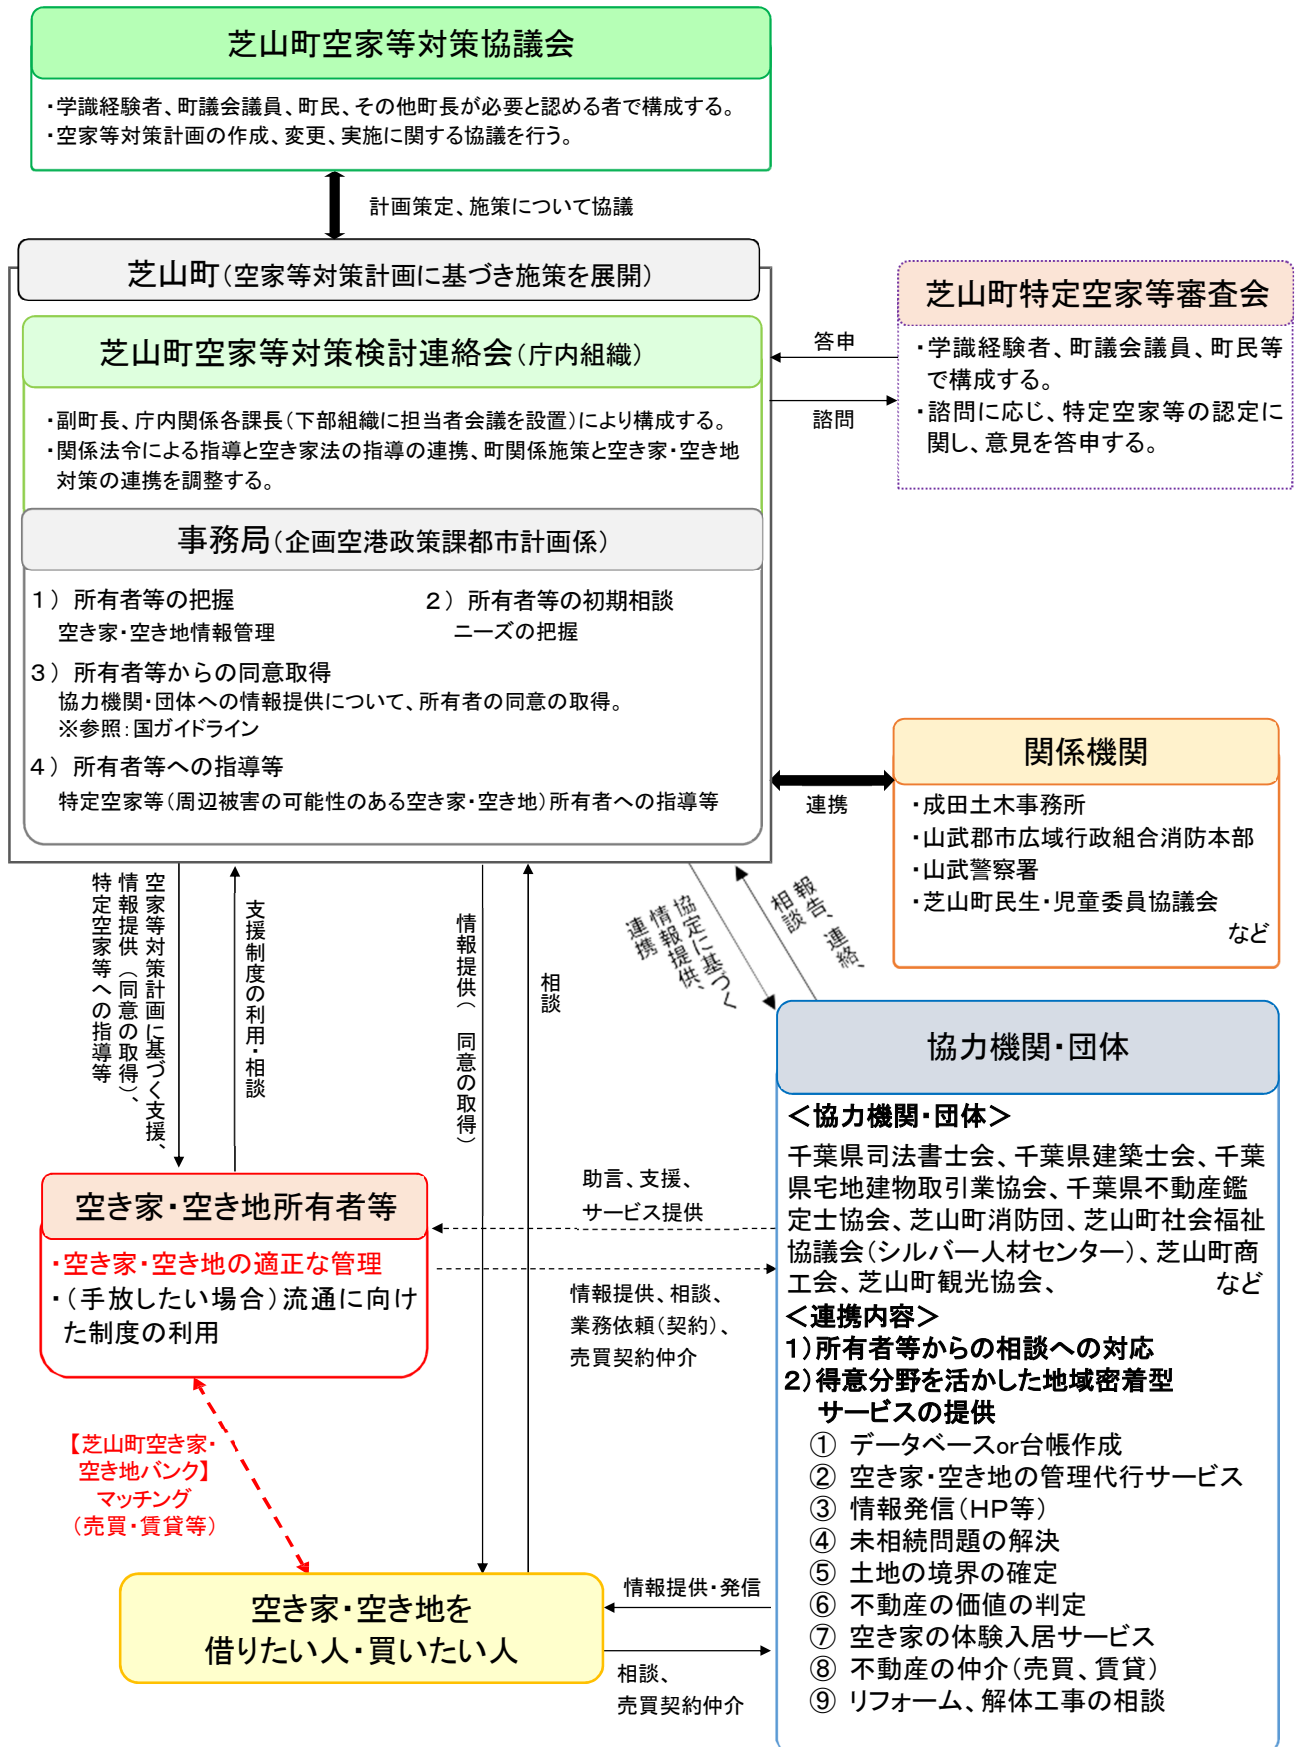 芝山町空家等対策協議会
・学識経験者、町議会議員、町民、その他町長が必要と認める者で構成する。
・空家等対策計画の作成、変更、実施に関する協議を行う。
計画策定、施策について協議
芝山町（空家等対策計画に基づき施策を展開）
芝山町空家等対策検討連絡会（庁内組織）
・副町長、庁内関係各課長（下部組織に担当者会議を設置）により構成する。
・関係法令による指導と空き家法の指導の連携、町関係施策と空き家・空き地
対策の連携を調整する。
答申
諮問
芝山町特定空家等審査会
・学識経験者、町議会議員、町民等
で構成する。
・諮問に応じ、特定空家等の認定に
関し、意見を答申する。
事務局（企画空港政策課都市計画係）
１）所有者等の把握
空き家・空き地情報管理
２）所有者等の初期相談
ニーズの把握
３）所有者等からの同意取得
協力機関・団体への情報提供について、所有者の同意の取得。
※参照：国ガイドライン
４）所有者等への指導等
特定空家等（周辺被害の可能性のある空き家・空き地）所有者への指導等
連携
関係機関
・成田土木事務所
・山武郡市広域行政組合消防本部
・山武警察署
・芝山町民生・児童委員協議会
など
空家等対策計画に基づく支援、
情報提供（同意の取得）、
特定空家等への指導等
支援制度の利用・相談
情報提供（ 同意の取得）
相談
協定に基づく
情報提供、
連携
報告、連絡、
相談
協力機関・団体
＜協力機関・団体＞
千葉県司法書士会、千葉県建築士会、千葉
県宅地建物取引業協会、千葉県不動産鑑
定士協会、芝山町消防団、芝山町社会福祉
協議会（シルバー人材センター）、芝山町商
工会、芝山町観光協会、 など
＜連携内容＞
１）所有者等からの相談への対応
２）得意分野を活かした地域密着型
サービスの提供
① データベースor台帳作成
② 空き家・空き地の管理代行サービス
③ 情報発信（HP等）
④ 未相続問題の解決
⑤ 土地の境界の確定
⑥ 不動産の価値の判定
⑦ 空き家の体験入居サービス
⑧ 不動産の仲介（売買、賃貸）
⑨ リフォーム、解体工事の相談
空き家・空き地所有者等
・空き家・空き地の適正な管理
・（手放したい場合）流通に向け
た制度の利用
助言、支援、
サービス提供
情報提供、相談、
業務依頼（契約）、
売買契約仲介
【芝山町空き家・
空き地バンク】
マッチング
（売買・賃貸等）
空き家・空き地を
借りたい人・買いたい人
情報提供・発信
相談、
売買契約仲介